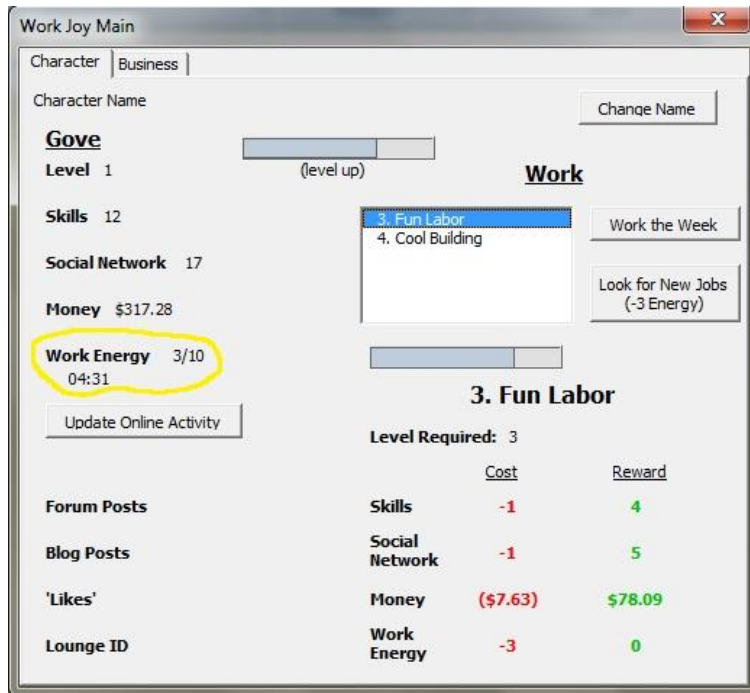 Work Joy Main
Character
Business
Character Name
Change Name
Gove
Level 1
(level up)
Work
Skills 12
3. Fun Labor
4. Cool Building
Work the Week
Social Network 17
Look for New Jobs
(-3 Energy)
Money $317.28
Work Energy 3/10
04:31
3. Fun Labor
Update Online Activity
Level Required: 3
Cost Reward
Forum Posts
Skills -1 4
Blog Posts
Social
Network -1 5
'Likes'
Money ($7.63) $78.09
Lounge ID
Work
Energy -3 0